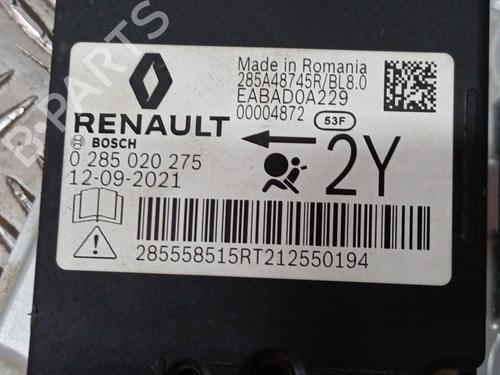 Made in Romania
285A48745R/BL8.0
EABAD0A229
00004872 53F
RENAULT
BOSCH
0 285 020 275
12-09-2021
2Y
285558515RT212550194
B-PARTS